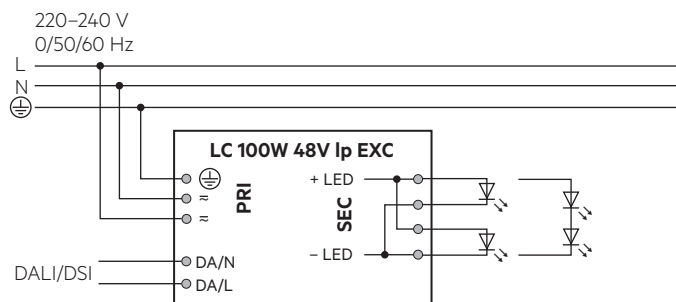 220–240 V
0/50/60 Hz
L
N
LC 100W 48V lp EXC
PRI
≂
≂
+ LED
SEC
– LED
DALI/DSI
DA/N
DA/L